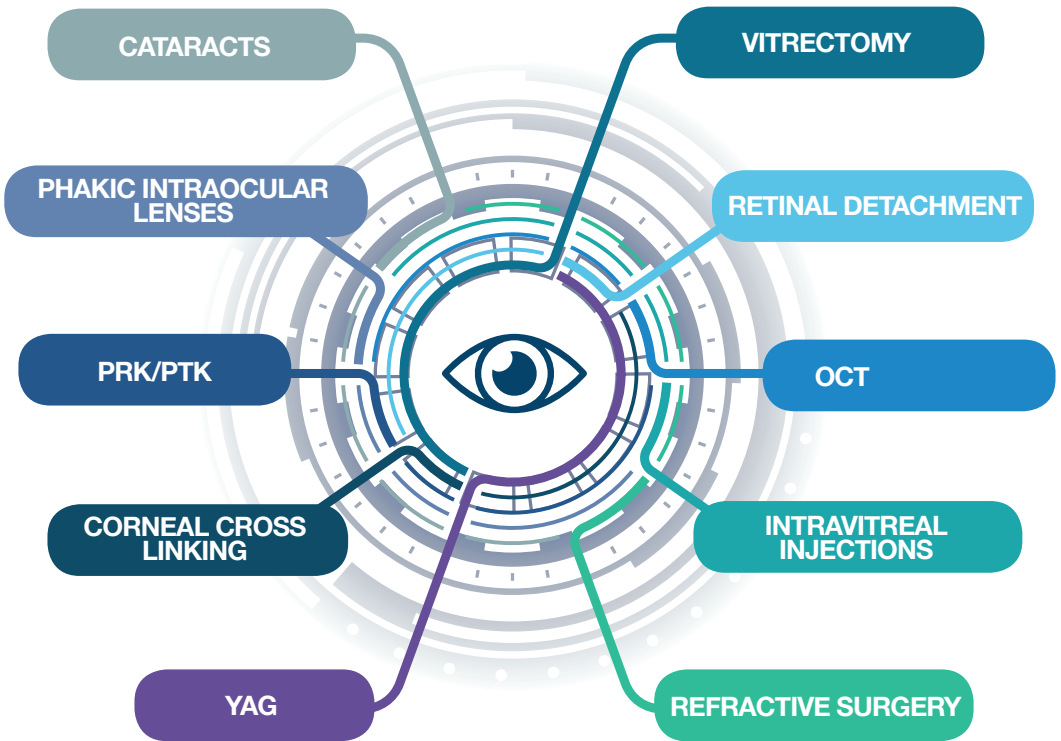 CATARACTS
VITRECTOMY
PHAKIC INTRAOCULAR
LENSES
RETINAL DETACHMENT
PRK/PTK
OCT
CORNEAL CROSS
LINKING
INTRAVITREAL
INJECTIONS
YAG
REFRACTIVE SURGERY